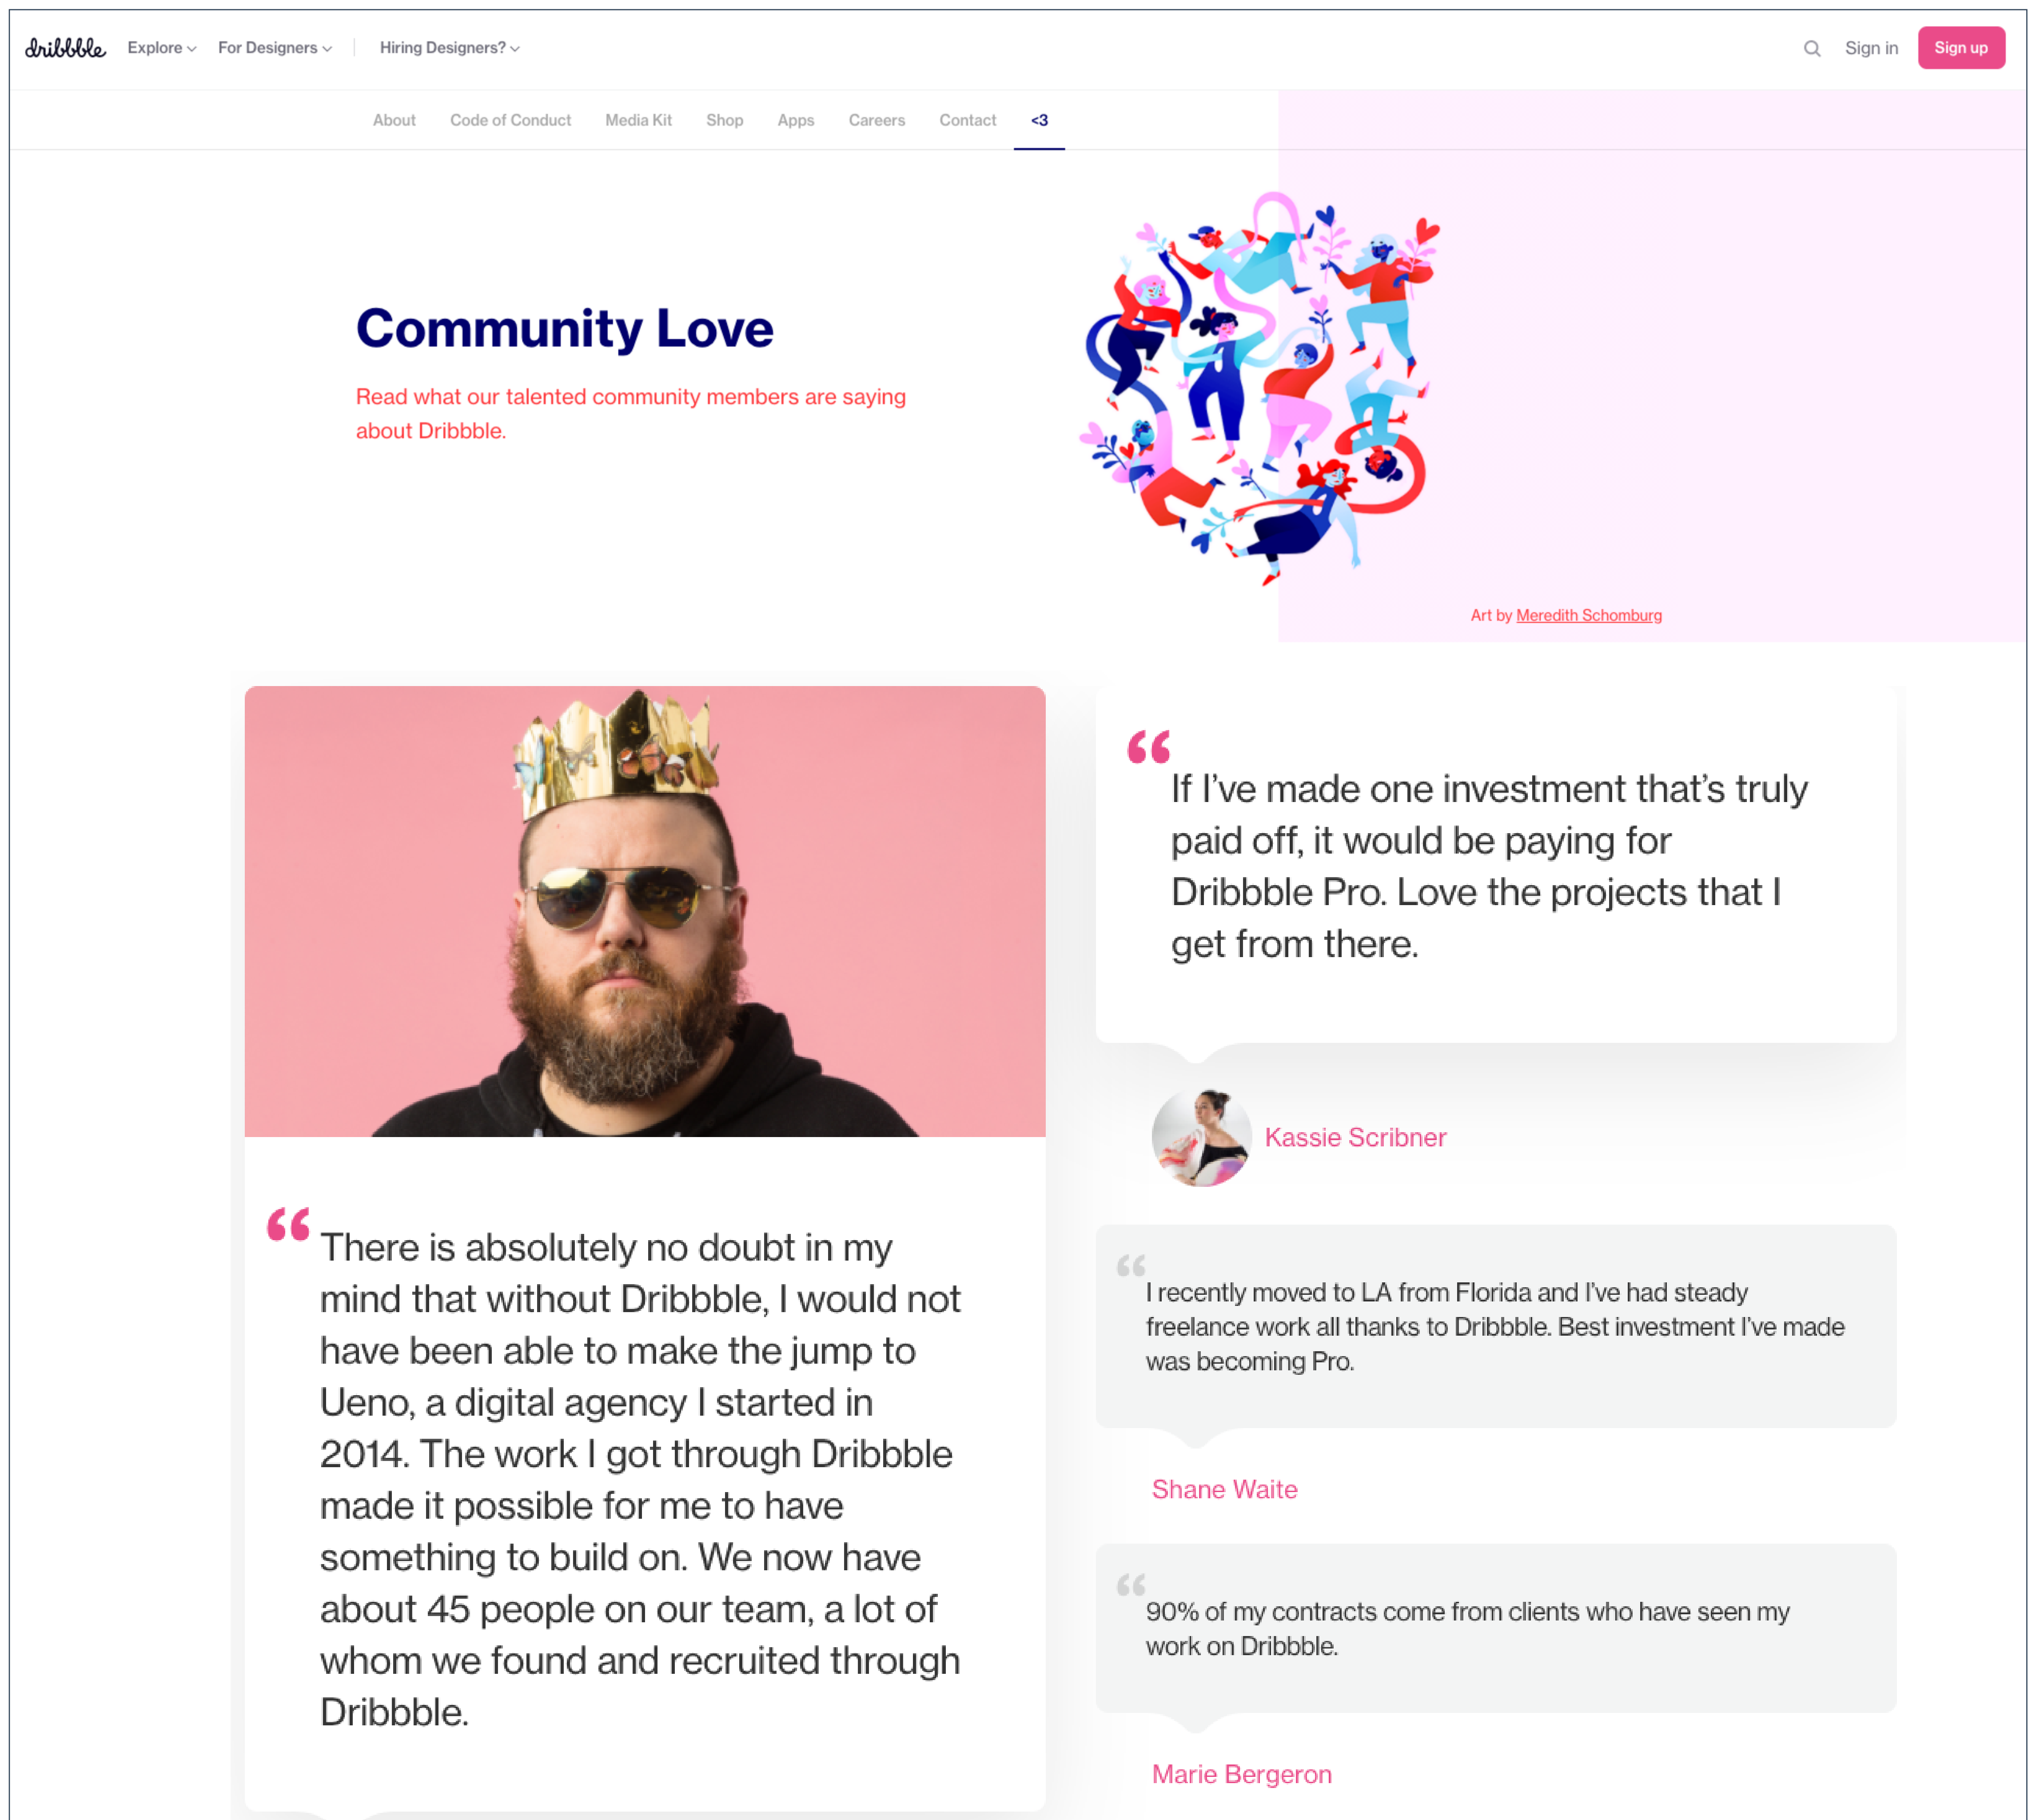 dribbble Explore For Designers Hiring Designers? Sign in Sign up
About Code of Conduct Media Kit Shop Apps Careers Contact <3
Community Love
Read what our talented community members are saying
about Dribbble.
Art by Meredith Schomburg
“
There is absolutely no doubt in my
mind that without Dribbble, I would not
have been able to make the jump to
Ueno, a digital agency I started in
2014. The work I got through Dribbble
made it possible for me to have
something to build on. We now have
about 45 people on our team, a lot of
whom we found and recruited through
Dribbble.
“
If I’ve made one investment that’s truly
paid off, it would be paying for
Dribbble Pro. Love the projects that I
get from there.
Kassie Scribner
“
I recently moved to LA from Florida and I’ve had steady
freelance work all thanks to Dribbble. Best investment I’ve made
was becoming Pro.
Shane Waite
“
90% of my contracts come from clients who have seen my
work on Dribbble.
Marie Bergeron